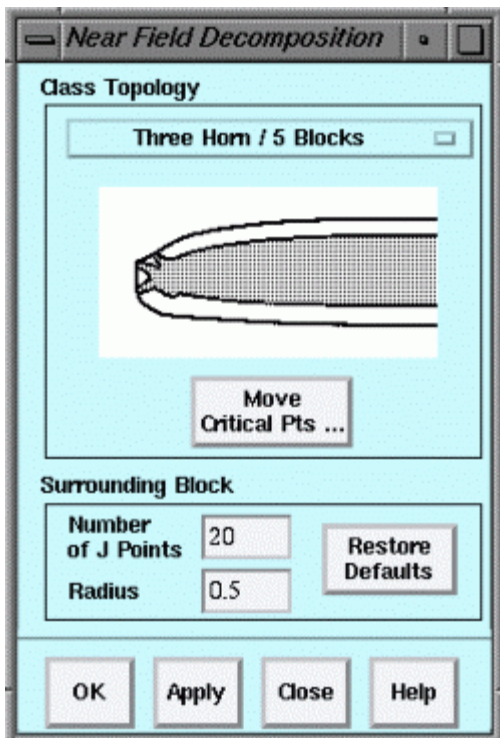 Near Field Decomposition
Class Topology
Three Horn / 5 Blocks
Move
Critical Pts ...
Surrounding Block
Number
of J Points
20
Radius
0.5
Restore
Defaults
OK
Apply
Close
Help